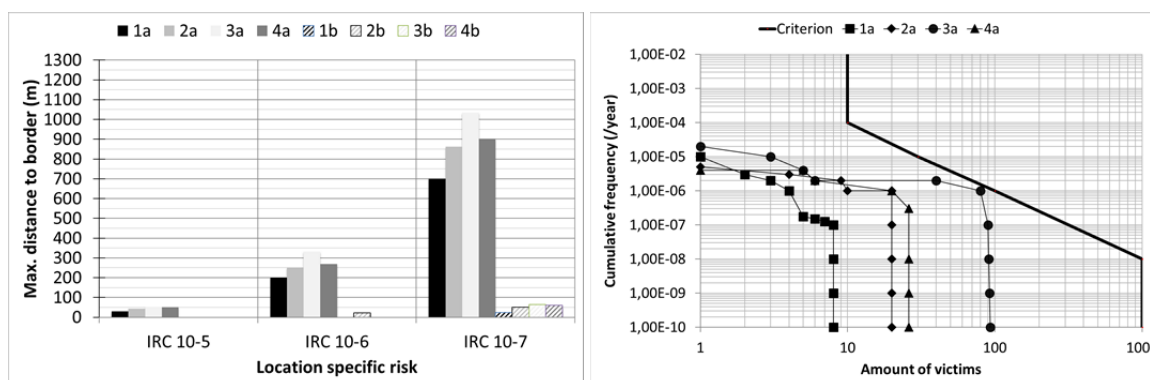 1a 2a 3a 4a 1b 2b 3b 4b
Max. distance to border (m)
1300
1200
1100
1000
900
800
700
600
500
400
300
200
100
0
IRC 10-5 IRC 10-6 IRC 10-7
Location specific risk
Criterion 1a 2a 3a 4a
Cumulative frequency (/year)
1,00E-02
1,00E-03
1,00E-04
1,00E-05
1,00E-06
1,00E-07
1,00E-08
1,00E-09
1,00E-10
1 10 100
Amount of victims